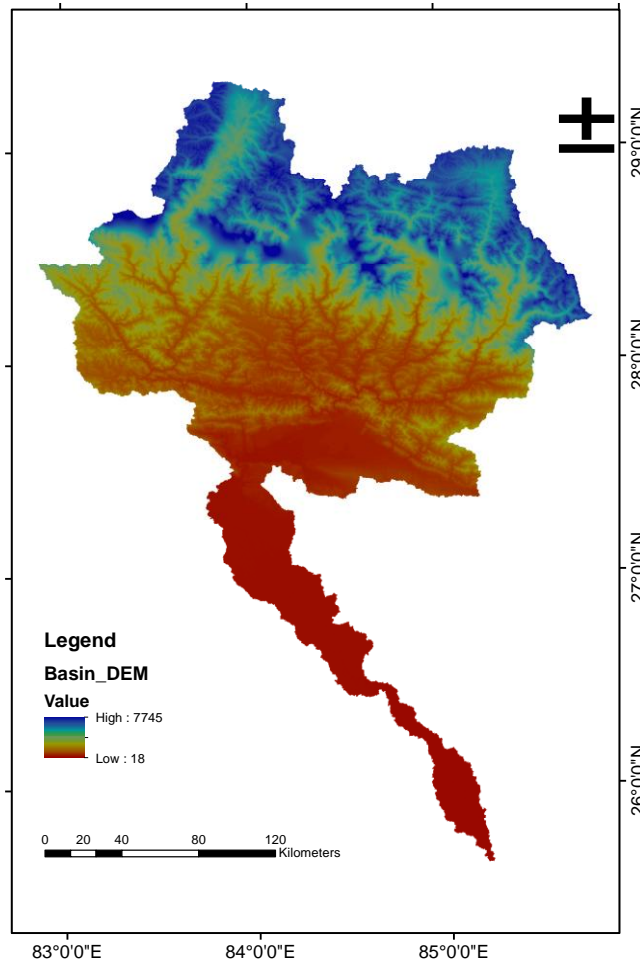 29°0'0"N
28°0'0"N
27°0'0"N
26°0'0"N
Legend
Basin_DEM
Value
High : 7745
Low : 18
0 20 40 80 120
Kilometers
83°0'0"E 84°0'0"E 85°0'0"E